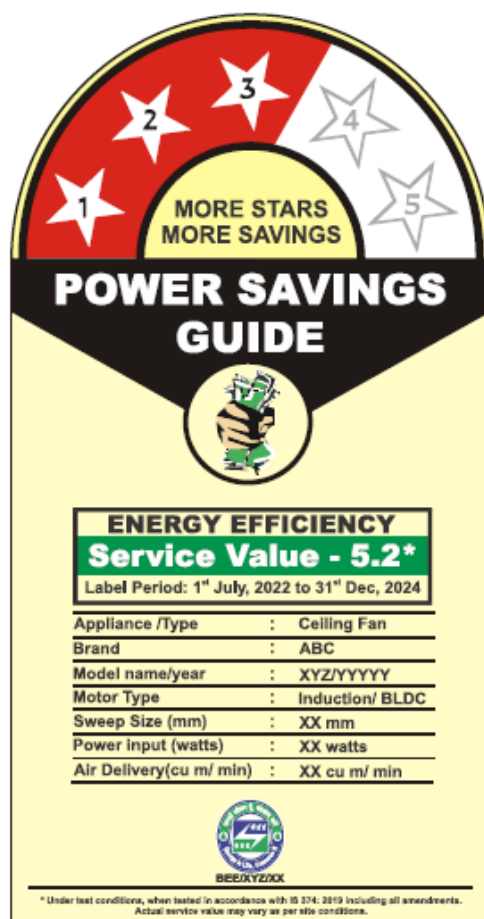 1 2 3 4 5
MORE STARS
MORE SAVINGS
POWER SAVINGS
GUIDE
ENERGY EFFICIENCY
Service Value - 5.2*
Label Period: 1st July, 2022 to 31st Dec, 2024
Appliance /Type : Ceiling Fan
Brand : ABC
Model name/year : XYZ/YYYYY
Motor Type : Induction/ BLDC
Sweep Size (mm) : XX mm
Power input (watts) : XX watts
Air Delivery(cu m/ min) : XX cu m/ min
BEE/XYZ/XX
* Under test conditions, when tested in accordance with IS 374: 2019 including all amendments.
Actual service value may vary as per site conditions.